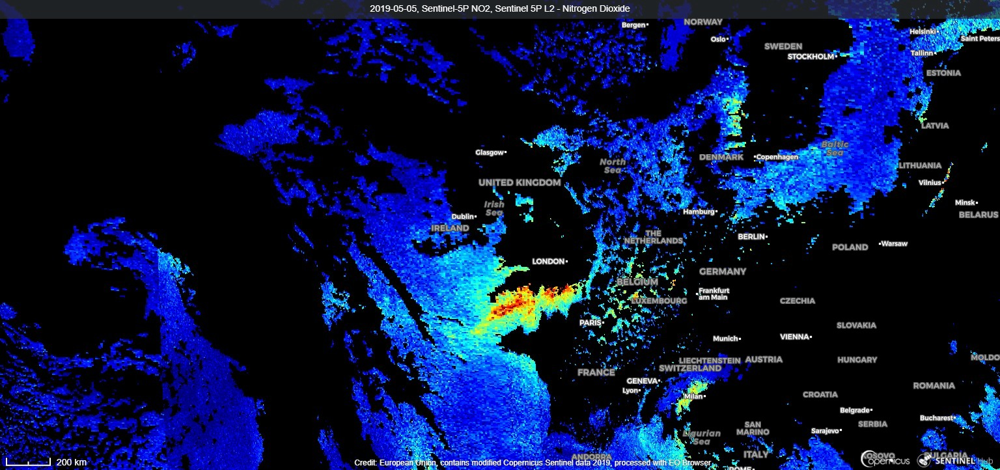 2019-05-05, Sentinel-5P NO2, Sentinel 5P L2 - Nitrogen Dioxide
NORWAY
Bergen
Helsinki
Oslo
Saint Peters
SWEDEN
Tallinn
STOCKHOLM
ESTONIA
LATVIA
Baltic
Sea
Glasgow
DENMARK
Copenhagen
North
Sea
LITHUANIA
UNITED KINGDOM
Vilnius
Minsk
Irish
Sea
Hamburg
BELARUS
Dublin
IRELAND
THE
NETHERLANDS
BERLIN
Warsaw
POLAND
LONDON
GERMANY
BELGIUM
Frankfurt
am Main
LUXEMBOURG
CZECHIA
PARIS
SLOVAKIA
Munich
VIENNA
LIECHTENSTEIN
AUSTRIA
HUNGARY
MOLDO
SWITZERLAND
FRANCE
GENEVA
Lyon
ROMANIA
Milan
CROATIA
Belgrade
Bucharest
SAN
MARINO
SERBIA
Sarajevo
Ligurian
Sea
ANDORRA
ITALY
KOSOVO
BULGARIA
opernicus
SENTINEL Hub
200 km
Credit: European Union, contains modified Copernicus Sentinel data 2019, processed with EO Browser
ROME